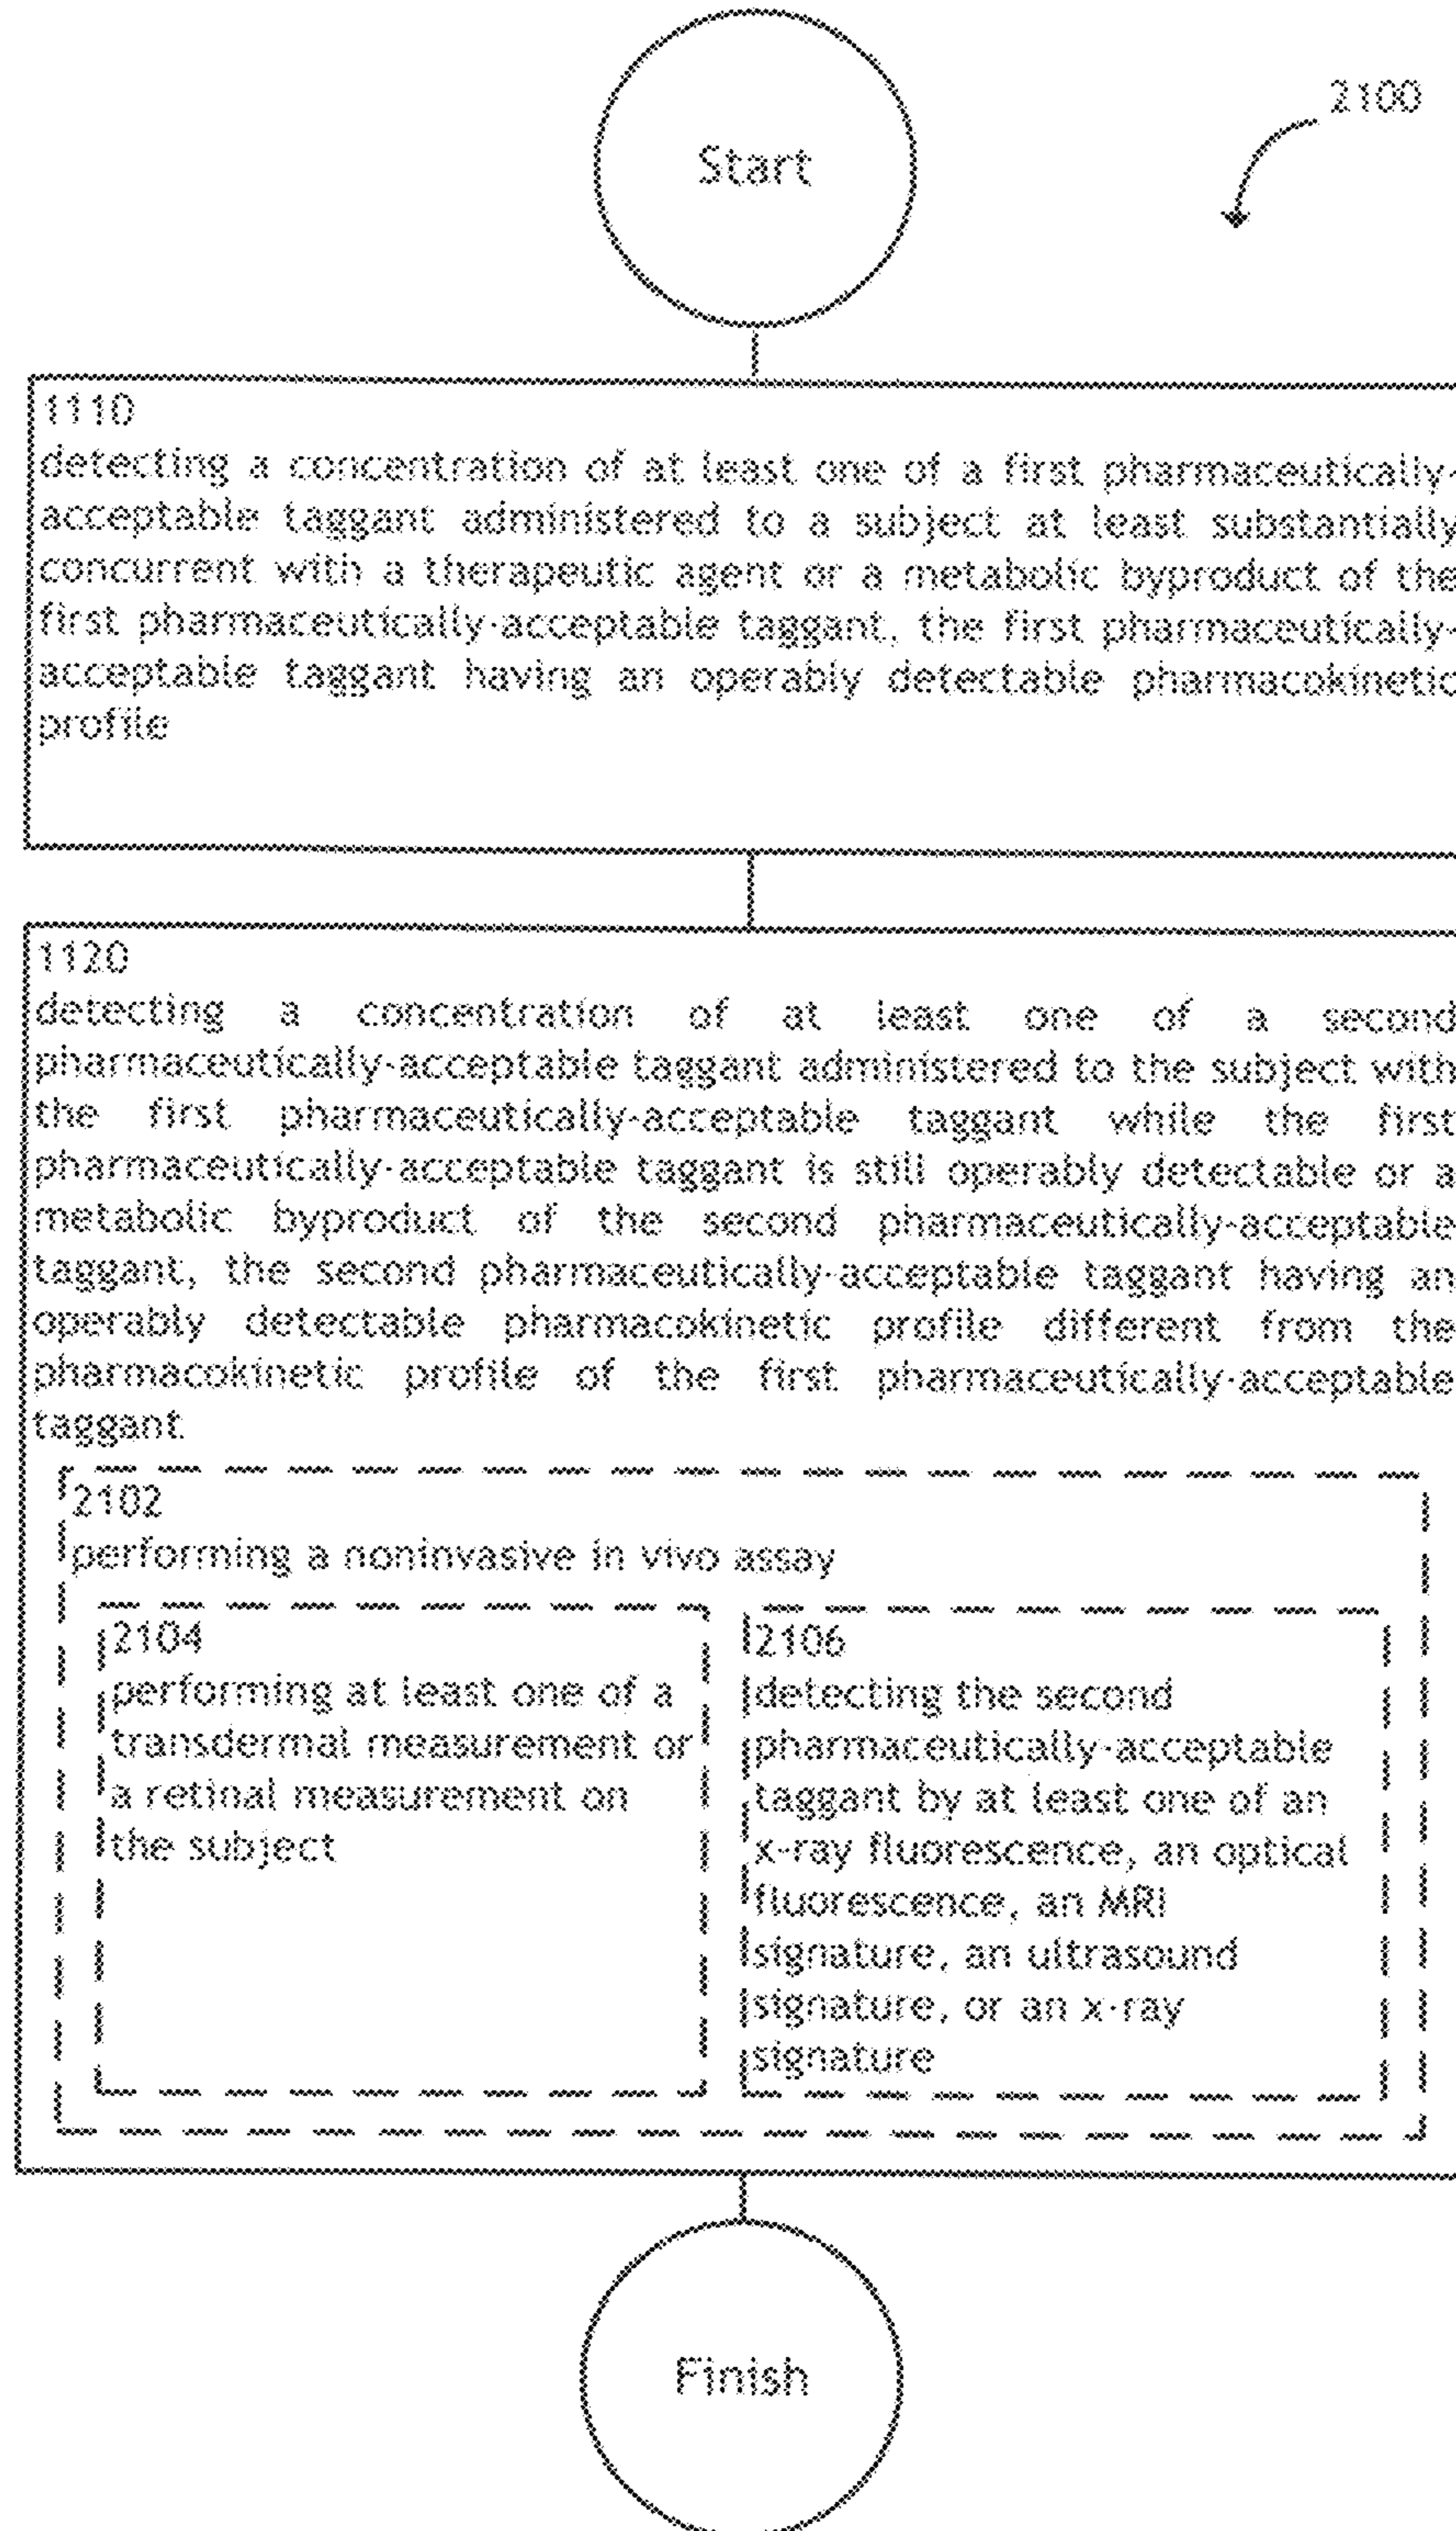 Start
2100
1110
detecting a concentration of at least one of a first pharmaceutically-
acceptable taggant administered to a subject at least substantially
concurrent with a therapeutic agent or a metabolic byproduct of the
first pharmaceutically-acceptable taggant, the first pharmaceutically-
acceptable taggant having an operably detectable pharmacokinetic
profile
1120
detecting a concentration of at least one of a second
pharmaceutically-acceptable taggant administered to the subject with
the first pharmaceutically-acceptable taggant while the first
pharmaceutically-acceptable taggant is still operably detectable or a
metabolic byproduct of the second pharmaceutically-acceptable
taggant, the second pharmaceutically-acceptable taggant having an
operably detectable pharmacokinetic profile different from the
pharmacokinetic profile of the first pharmaceutically-acceptable
taggant
2102
performing a noninvasive in vivo assay
2104
performing at least one of a
transdermal measurement or
a retinal measurement on
the subject
2106
detecting the second
pharmaceutically-acceptable
taggant by at least one of an
x-ray fluorescence, an optical
fluorescence, an MRI
signature, an ultrasound
signature, or an x-ray
signature
Finish